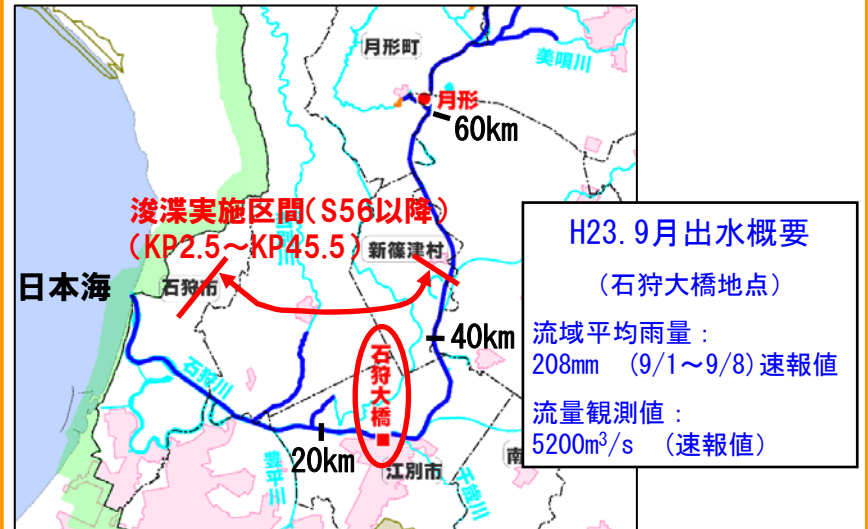 月形町
美唄川
月形
60km
浚渫実施区間(S56以降)
(KP2.5～KP45.5)
新篠津村
日本海
石狩市
40km
石狩川
石狩大橋
20km
豊平川
江別市
千歳川
南
H23.9月出水概要
(石狩大橋地点)
流域平均雨量：
208mm (9/1～9/8)速報値
流量観測値：
5200m³/s (速報値)